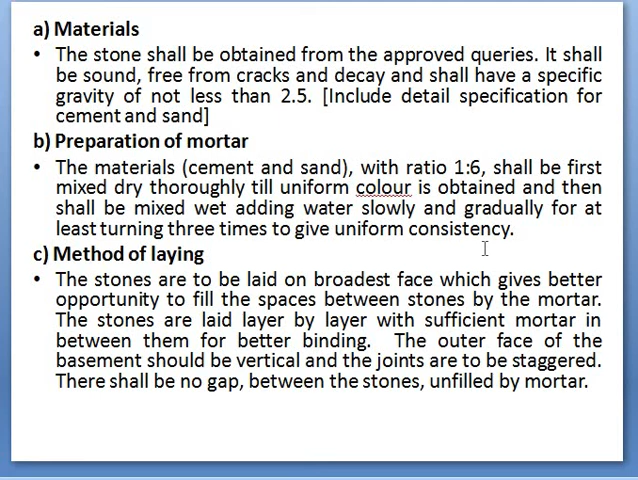 a) Materials
• The stone shall be obtained from the approved queries. It shall
be sound, free from cracks and decay and shall have a specific
gravity of not less than 2.5. [Include detail specification for
cement and sand]
b) Preparation of mortar
• The materials (cement and sand), with ratio 1:6, shall be first
mixed dry thoroughly till uniform colour is obtained and then
shall be mixed wet adding water slowly and gradually for at
least turning three times to give uniform consistency.
c) Method of laying
• The stones are to be laid on broadest face which gives better
opportunity to fill the spaces between stones by the mortar.
The stones are laid layer by layer with sufficient mortar in
between them for better binding. The outer face of the
basement should be vertical and the joints are to be staggered.
There shall be no gap, between the stones, unfilled by mortar.